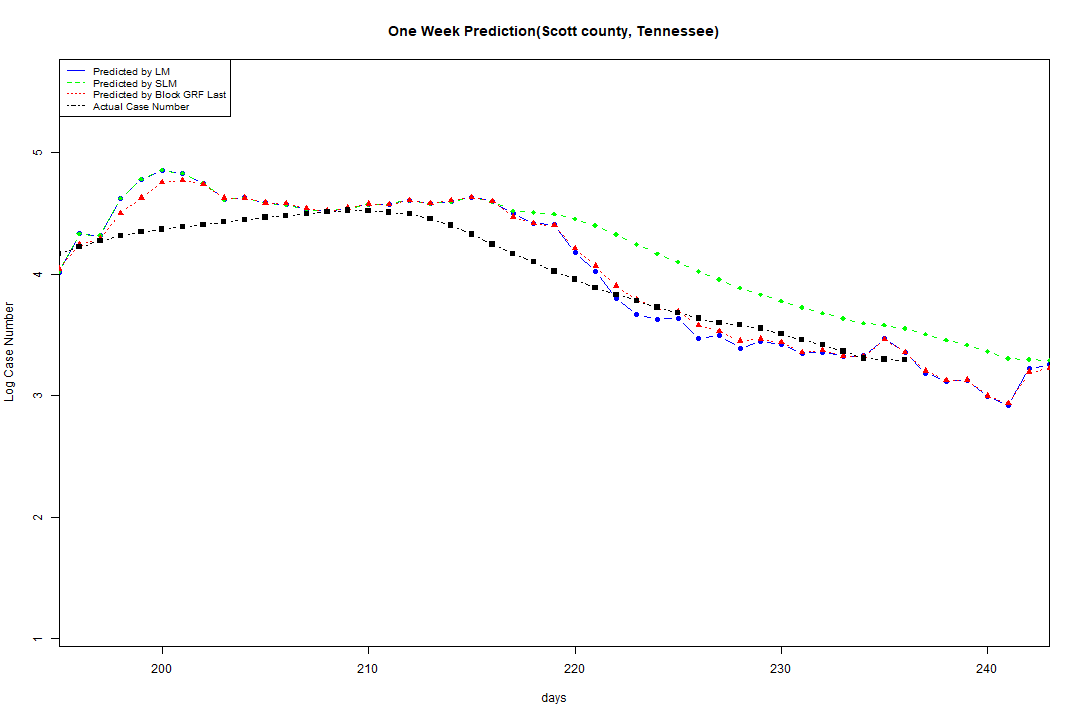 One Week Prediction(Scott county, Tennessee)
Predicted by LM
Predicted by SLM
Predicted by Block GRF Last
Actual Case Number
5
4
3
2
1
Log Case Number
200 210 220 230 240
days